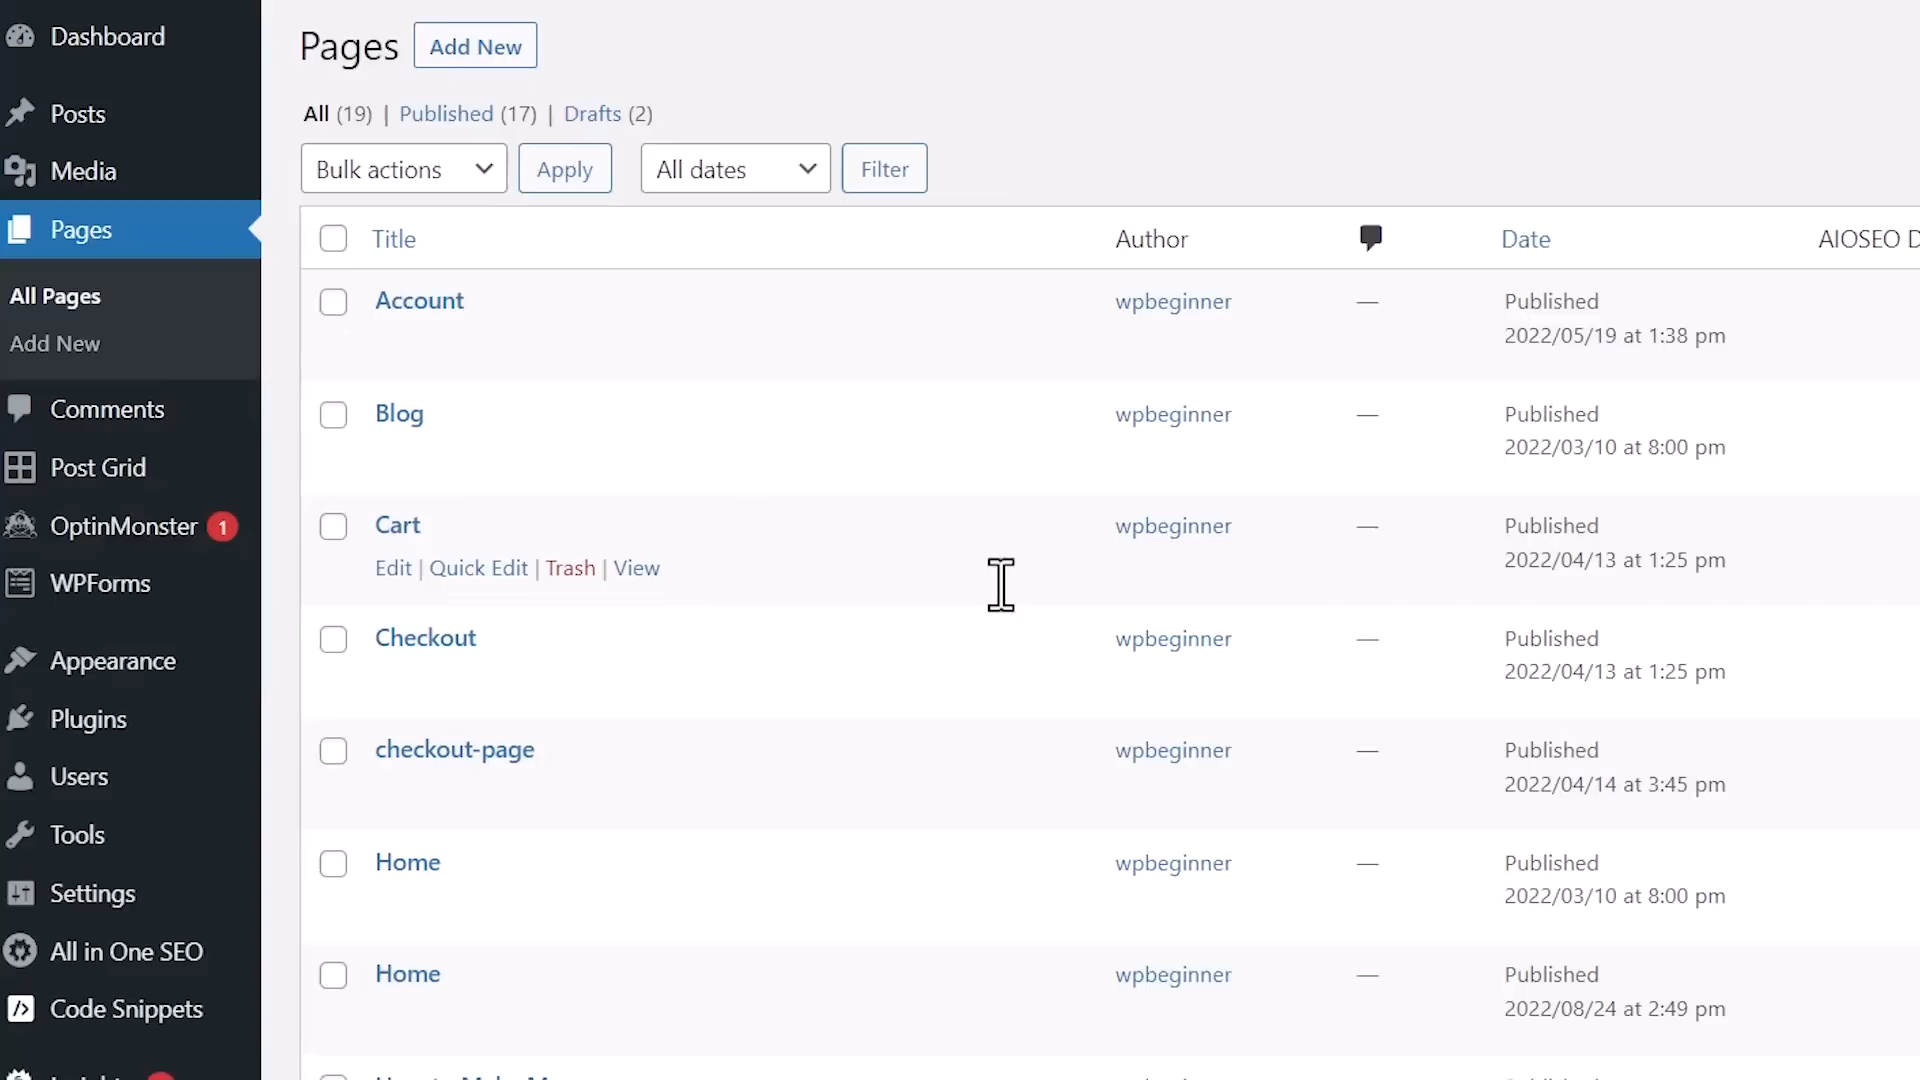 Dashboard
Posts
Media
Pages
All Pages
Add New
Comments
Post Grid
OptinMonster 1
WPForms
Appearance
Plugins
Users
Tools
Settings
All in One SEO
Code Snippets
Pages Add New
All (19) | Published (17) | Drafts (2)
Bulk actions Apply All dates Filter
Title Author Date AIOSEO D
Account wpbeginner — Published
2022/05/19 at 1:38 pm
Blog wpbeginner — Published
2022/03/10 at 8:00 pm
Cart wpbeginner — Published
Edit | Quick Edit | Trash | View 2022/04/13 at 1:25 pm
Checkout wpbeginner — Published
2022/04/13 at 1:25 pm
checkout-page wpbeginner — Published
2022/04/14 at 3:45 pm
Home wpbeginner — Published
2022/03/10 at 8:00 pm
Home wpbeginner — Published
2022/08/24 at 2:49 pm